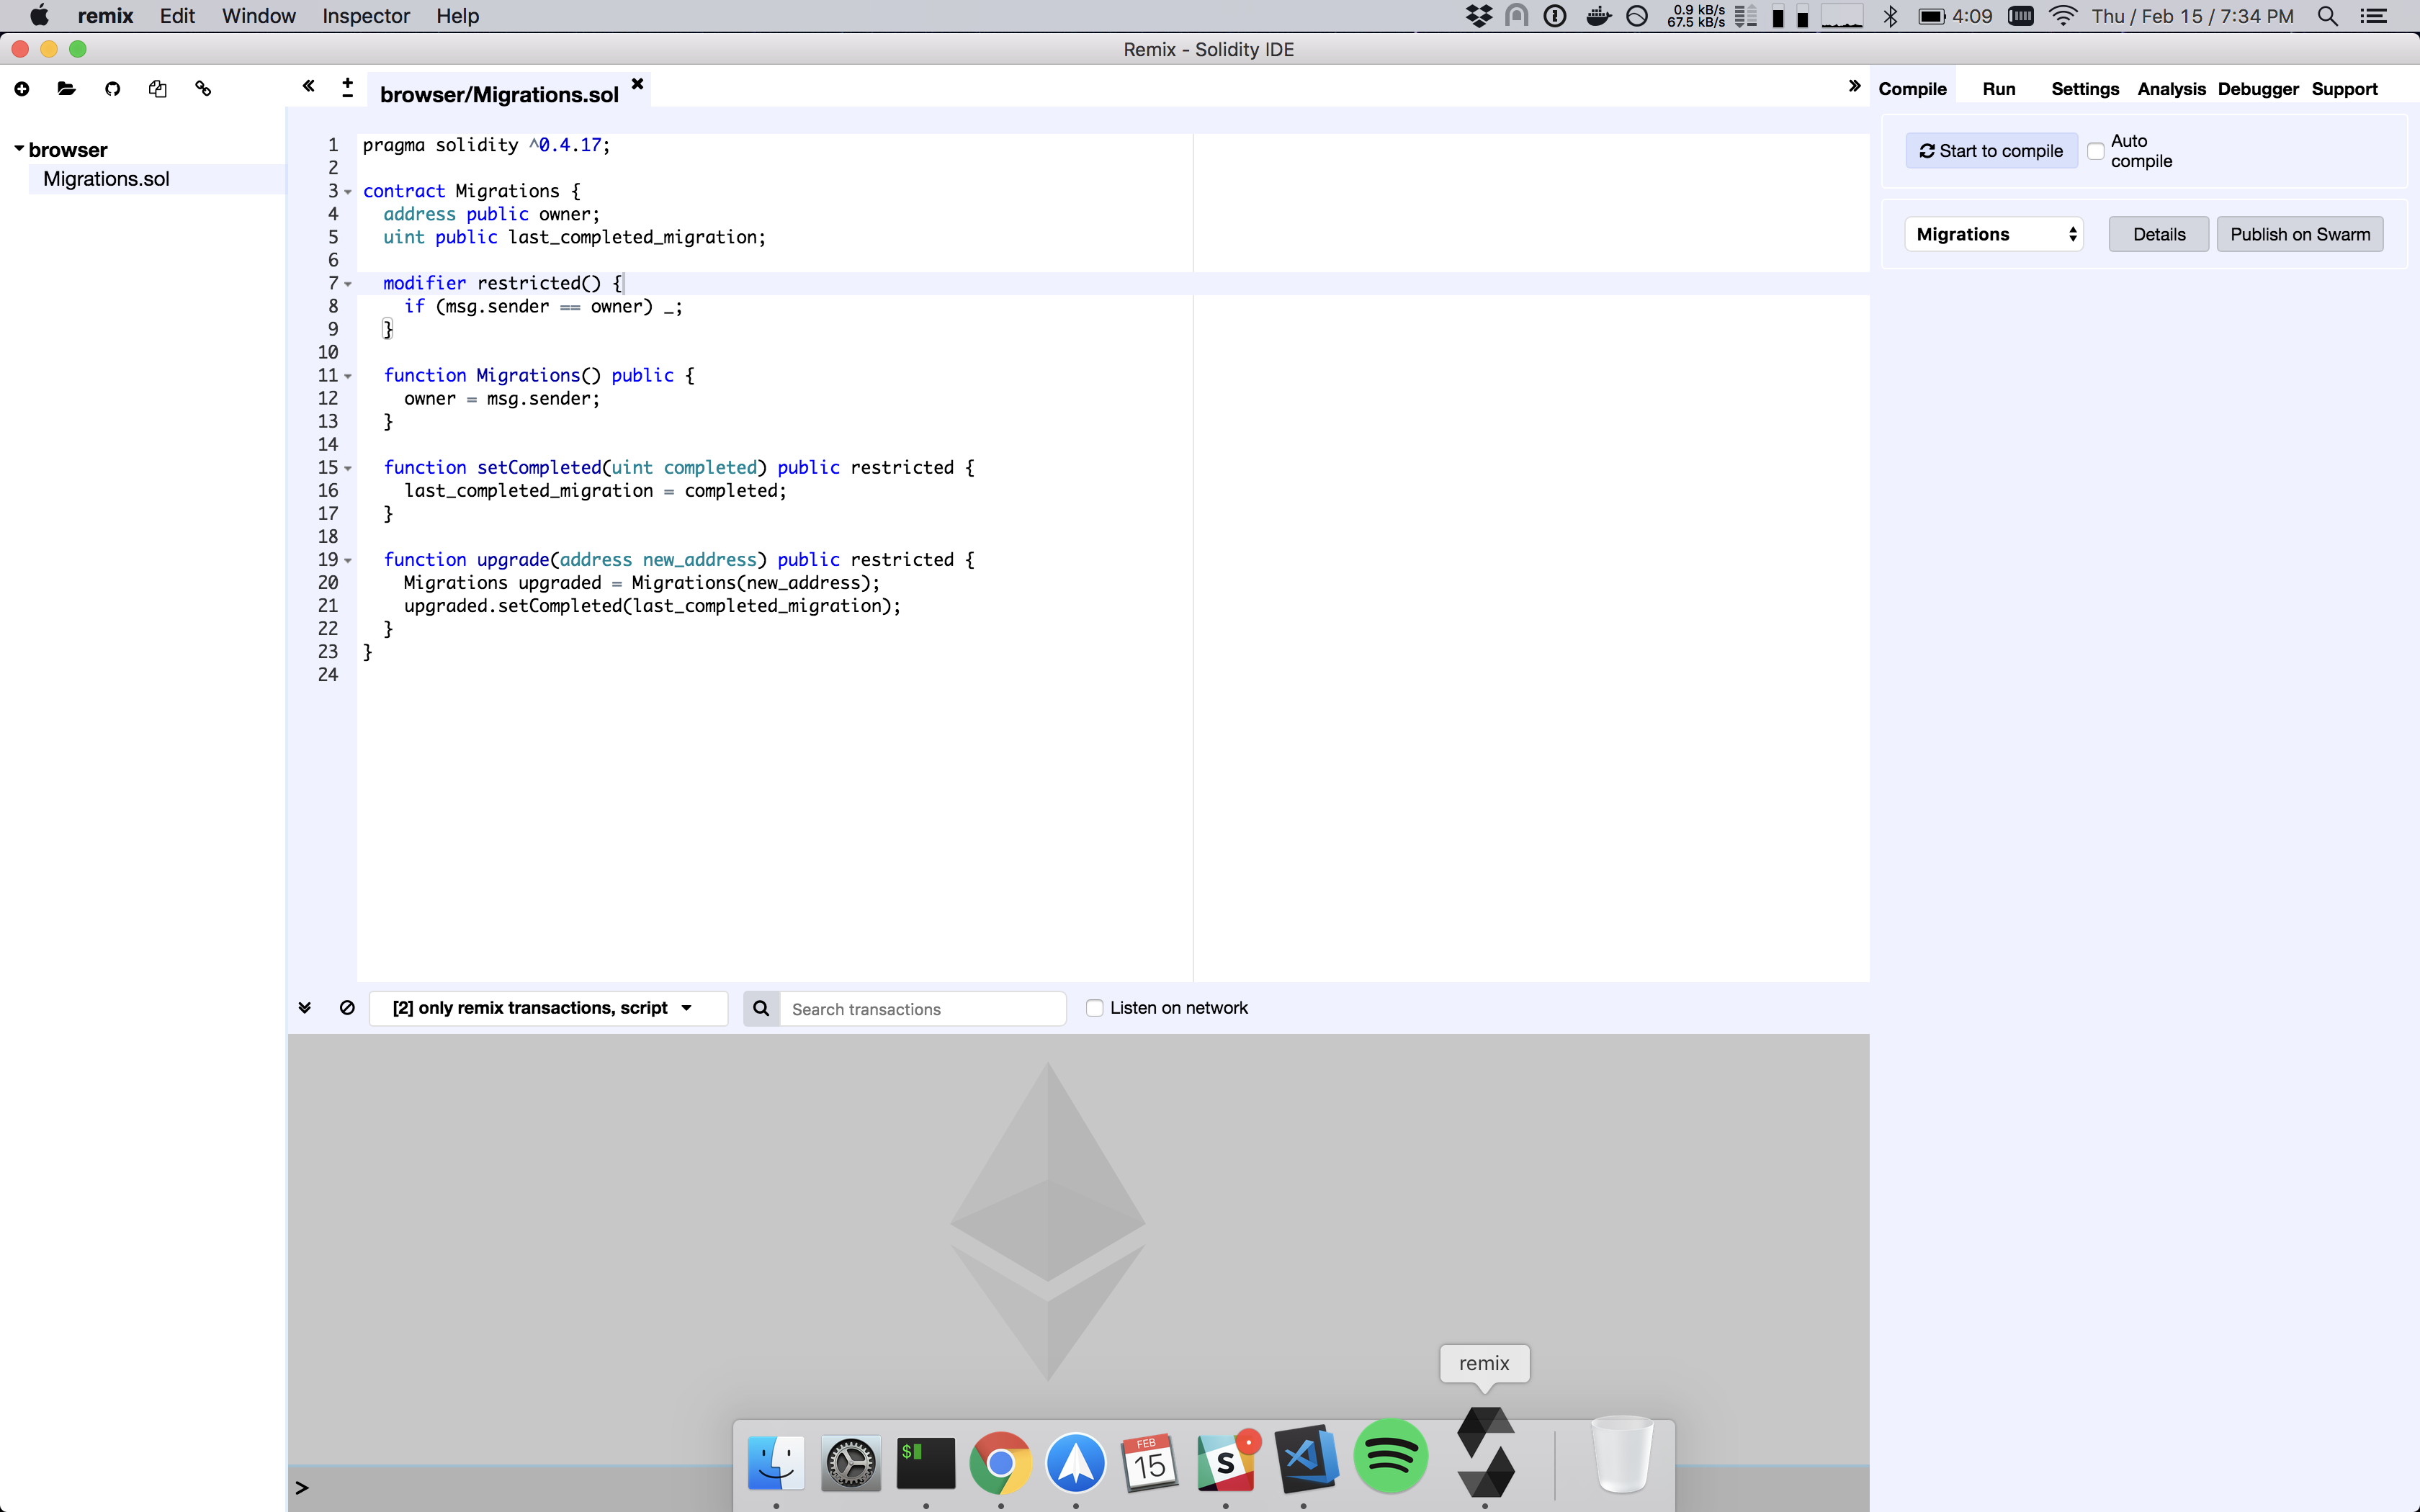 remix Edit Window Inspector Help 0.9 kB/s 67.5 kB/s 4:09 Thu / Feb 15 / 7:34 PM
Remix - Solidity IDE
browser/Migrations.sol
Compile Run Settings Analysis Debugger Support
browser
Migrations.sol
Start to compile
Auto compile
Migrations Details Publish on Swarm
1 pragma solidity ^0.4.17;
2
3 contract Migrations {
4 address public owner;
5 uint public last_completed_migration;
6
7 modifier restricted() {
8 if (msg.sender == owner) _;
9 }
10
11 function Migrations() public {
12 owner = msg.sender;
13 }
14
15 function setCompleted(uint completed) public restricted {
16 last_completed_migration = completed;
17 }
18
19 function upgrade(address new_address) public restricted {
20 Migrations upgraded = Migrations(new_address);
21 upgraded.setCompleted(last_completed_migration);
22 }
23 }
24
[2] only remix transactions, script Search transactions Listen on network
remix
$
FEB
15
S
>